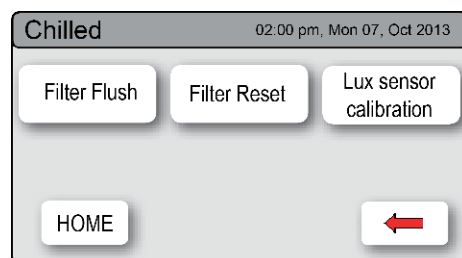 Chilled 02:00 pm, Mon 07, Oct 2013
Filter Flush
Filter Reset
Lux sensor
calibration
HOME